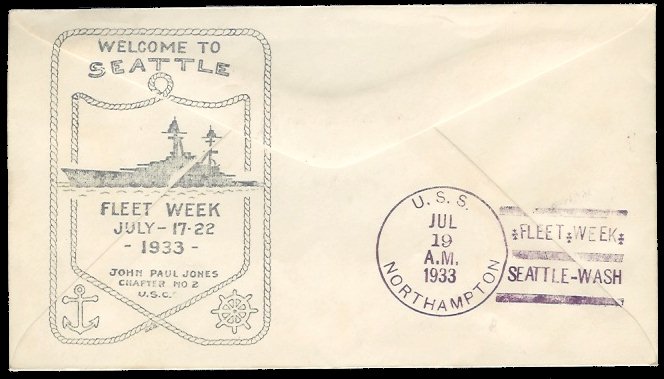 WELCOME TO
SEATTLE
FLEET WEEK
JULY-17-22
- 1933 -
JOHN PAUL JONES
CHAPTER NO 2
U.S.C.
U.S.S.
JUL
19
A.M.
1933
NORTHAMPTON
FLEET WEEK
SEATTLE-WASH